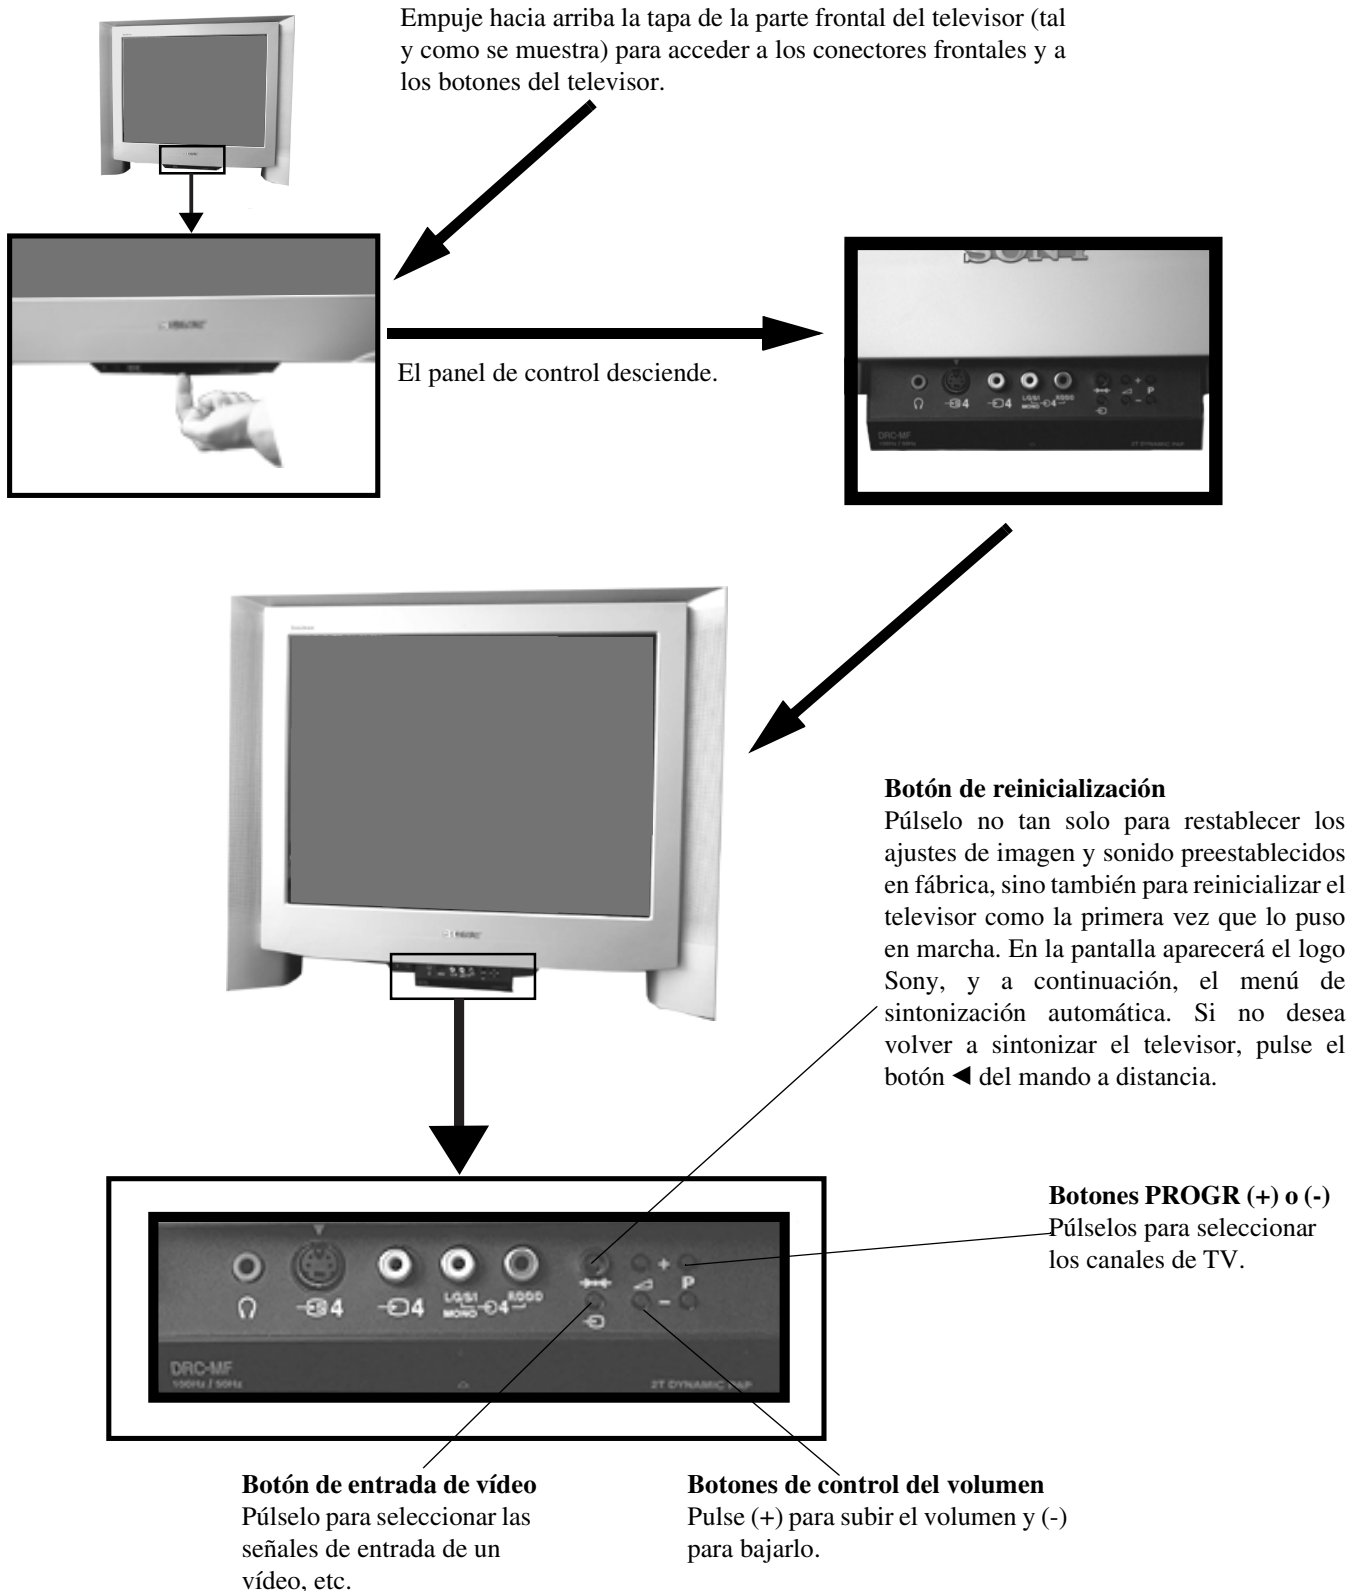 Empuje hacia arriba la tapa de la parte frontal del televisor (tal
y como se muestra) para acceder a los conectores frontales y a
los botones del televisor.
El panel de control desciende.
SONY
4
4
L/G/S/I
MONO
4
R/D/D/D
+
P
-
DRC-MF
100Hz / 50Hz
2T DYNAMIC PAP
Botón de reinicialización
Púlselo no tan solo para restablecer los
ajustes de imagen y sonido preestablecidos
en fábrica, sino también para reinicializar el
televisor como la primera vez que lo puso
en marcha. En la pantalla aparecerá el logo
Sony, y a continuación, el menú de
sintonización automática. Si no desea
volver a sintonizar el televisor, pulse el
botón ◄ del mando a distancia.
Botones PROGR (+) o (-)
Púlselos para seleccionar
los canales de TV.
4
4
L/G/S/I
MONO
4
R/D/D/D
+
P
-
DRC-MF
100Hz / 50Hz
2T DYNAMIC PAP
Botón de entrada de vídeo
Púlselo para seleccionar las
señales de entrada de un
vídeo, etc.
Botones de control del volumen
Pulse (+) para subir el volumen y (-)
para bajarlo.